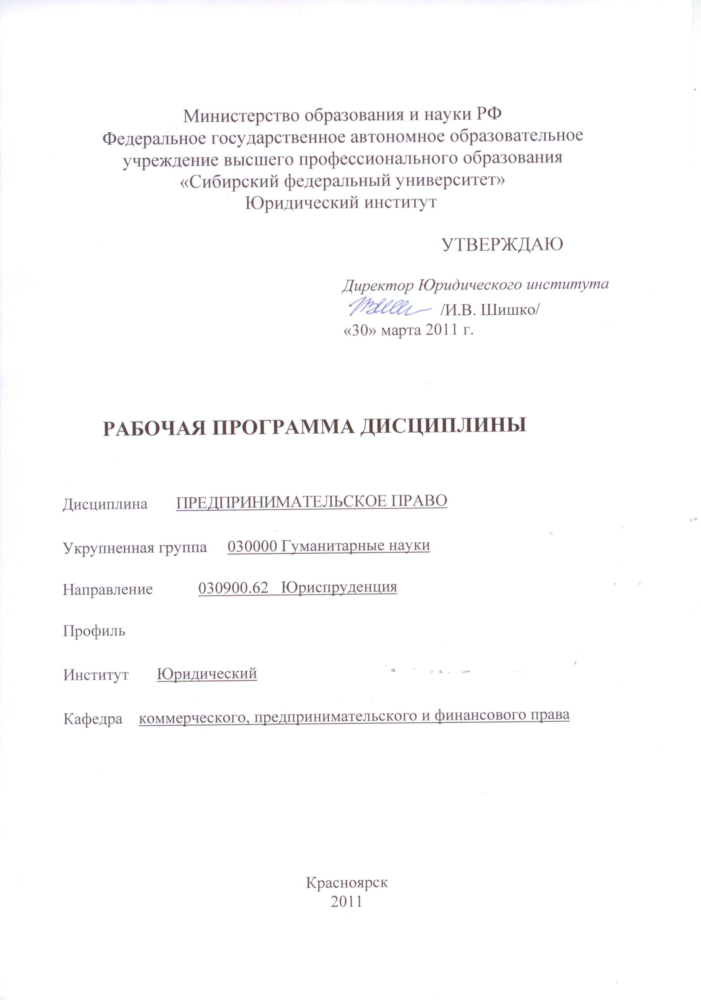 Министерство образования и науки РФ
Федеральное государственное автономное образовательное
учреждение высшего профессионального образования
«Сибирский федеральный университет»
Юридический институт
УТВЕРЖДАЮ
Директор Юридического института
/И.В. Шишко/
«30» марта 2011 г.
РАБОЧАЯ ПРОГРАММА ДИСЦИПЛИНЫ
Дисциплина ПРЕДПРИНИМАТЕЛЬСКОЕ ПРАВО
Укрупненная группа 030000 Гуманитарные науки
Направление 030900.62 Юриспруденция
Профиль
Институт Юридический
Кафедра коммерческого, предпринимательского и финансового права
Красноярск
2011